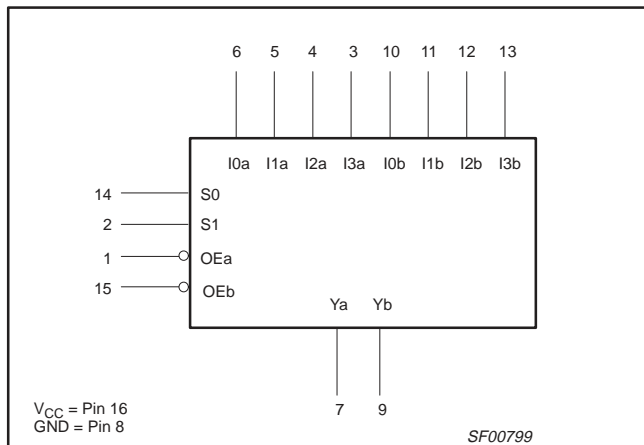 6 5 4 3 10 11 12 13
I0a I1a I2a I3a I0b I1b I2b I3b
14 S0
2 S1
1 OEa
15 OEb
Ya Yb
7 9
VCC = Pin 16
GND = Pin 8
SF00799